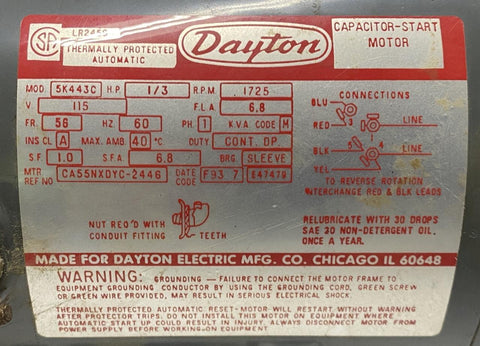 LR2459
THERMALLY PROTECTED
AUTOMATIC
Dayton
CAPACITOR-START
MOTOR
MOD. 5K443C H.P. 1/3 R.P.M. 1725
V. 115 F.L.A 6.8
FR. 56 HZ 60 PH. 1 K.V.A. CODE M
INS CL A MAX. AMB. 40 °C DUTY CONT. DP
S.F. 1.0 S.F.A. 6.8 BRG. SLEEVE
MTR REF NO CA55NXDYC-2446 DATE CODE F93 7 E47479
CONNECTIONS
BLU
RED 3 LINE
BLK 4 LINE
YEL
TO REVERSE ROTATION
INTERCHANGE RED & BLK LEADS
NUT REQ'D WITH
CONDUIT FITTING TEETH
RELUBRICATE WITH 30 DROPS
SAE 20 NON-DETERGENT OIL.
ONCE A YEAR.
MADE FOR DAYTON ELECTRIC MFG. CO. CHICAGO IL 60648
WARNING: GROUNDING - FAILURE TO CONNECT THE MOTOR FRAME TO
EQUIPMENT GROUNDING CONDUCTOR BY USING THE GROUNDING CORD, GREEN SCREW
OR GREEN WIRE PROVIDED, MAY RESULT IN SERIOUS ELECTRICAL SHOCK.
THERMALLY PROTECTED AUTOMATIC RESET-MOTOR-WILL RESTART WITHOUT WARNING
AFTER PROTECTOR TRIPS. DO NOT INSTALL THIS MOTOR ON EQUIPMENT WHERE
AUTOMATIC START UP COULD RESULT IN INJURY. ALWAYS DISCONNECT MOTOR FROM
POWER SUPPLY BEFORE WORKING ON EQUIPMENT.